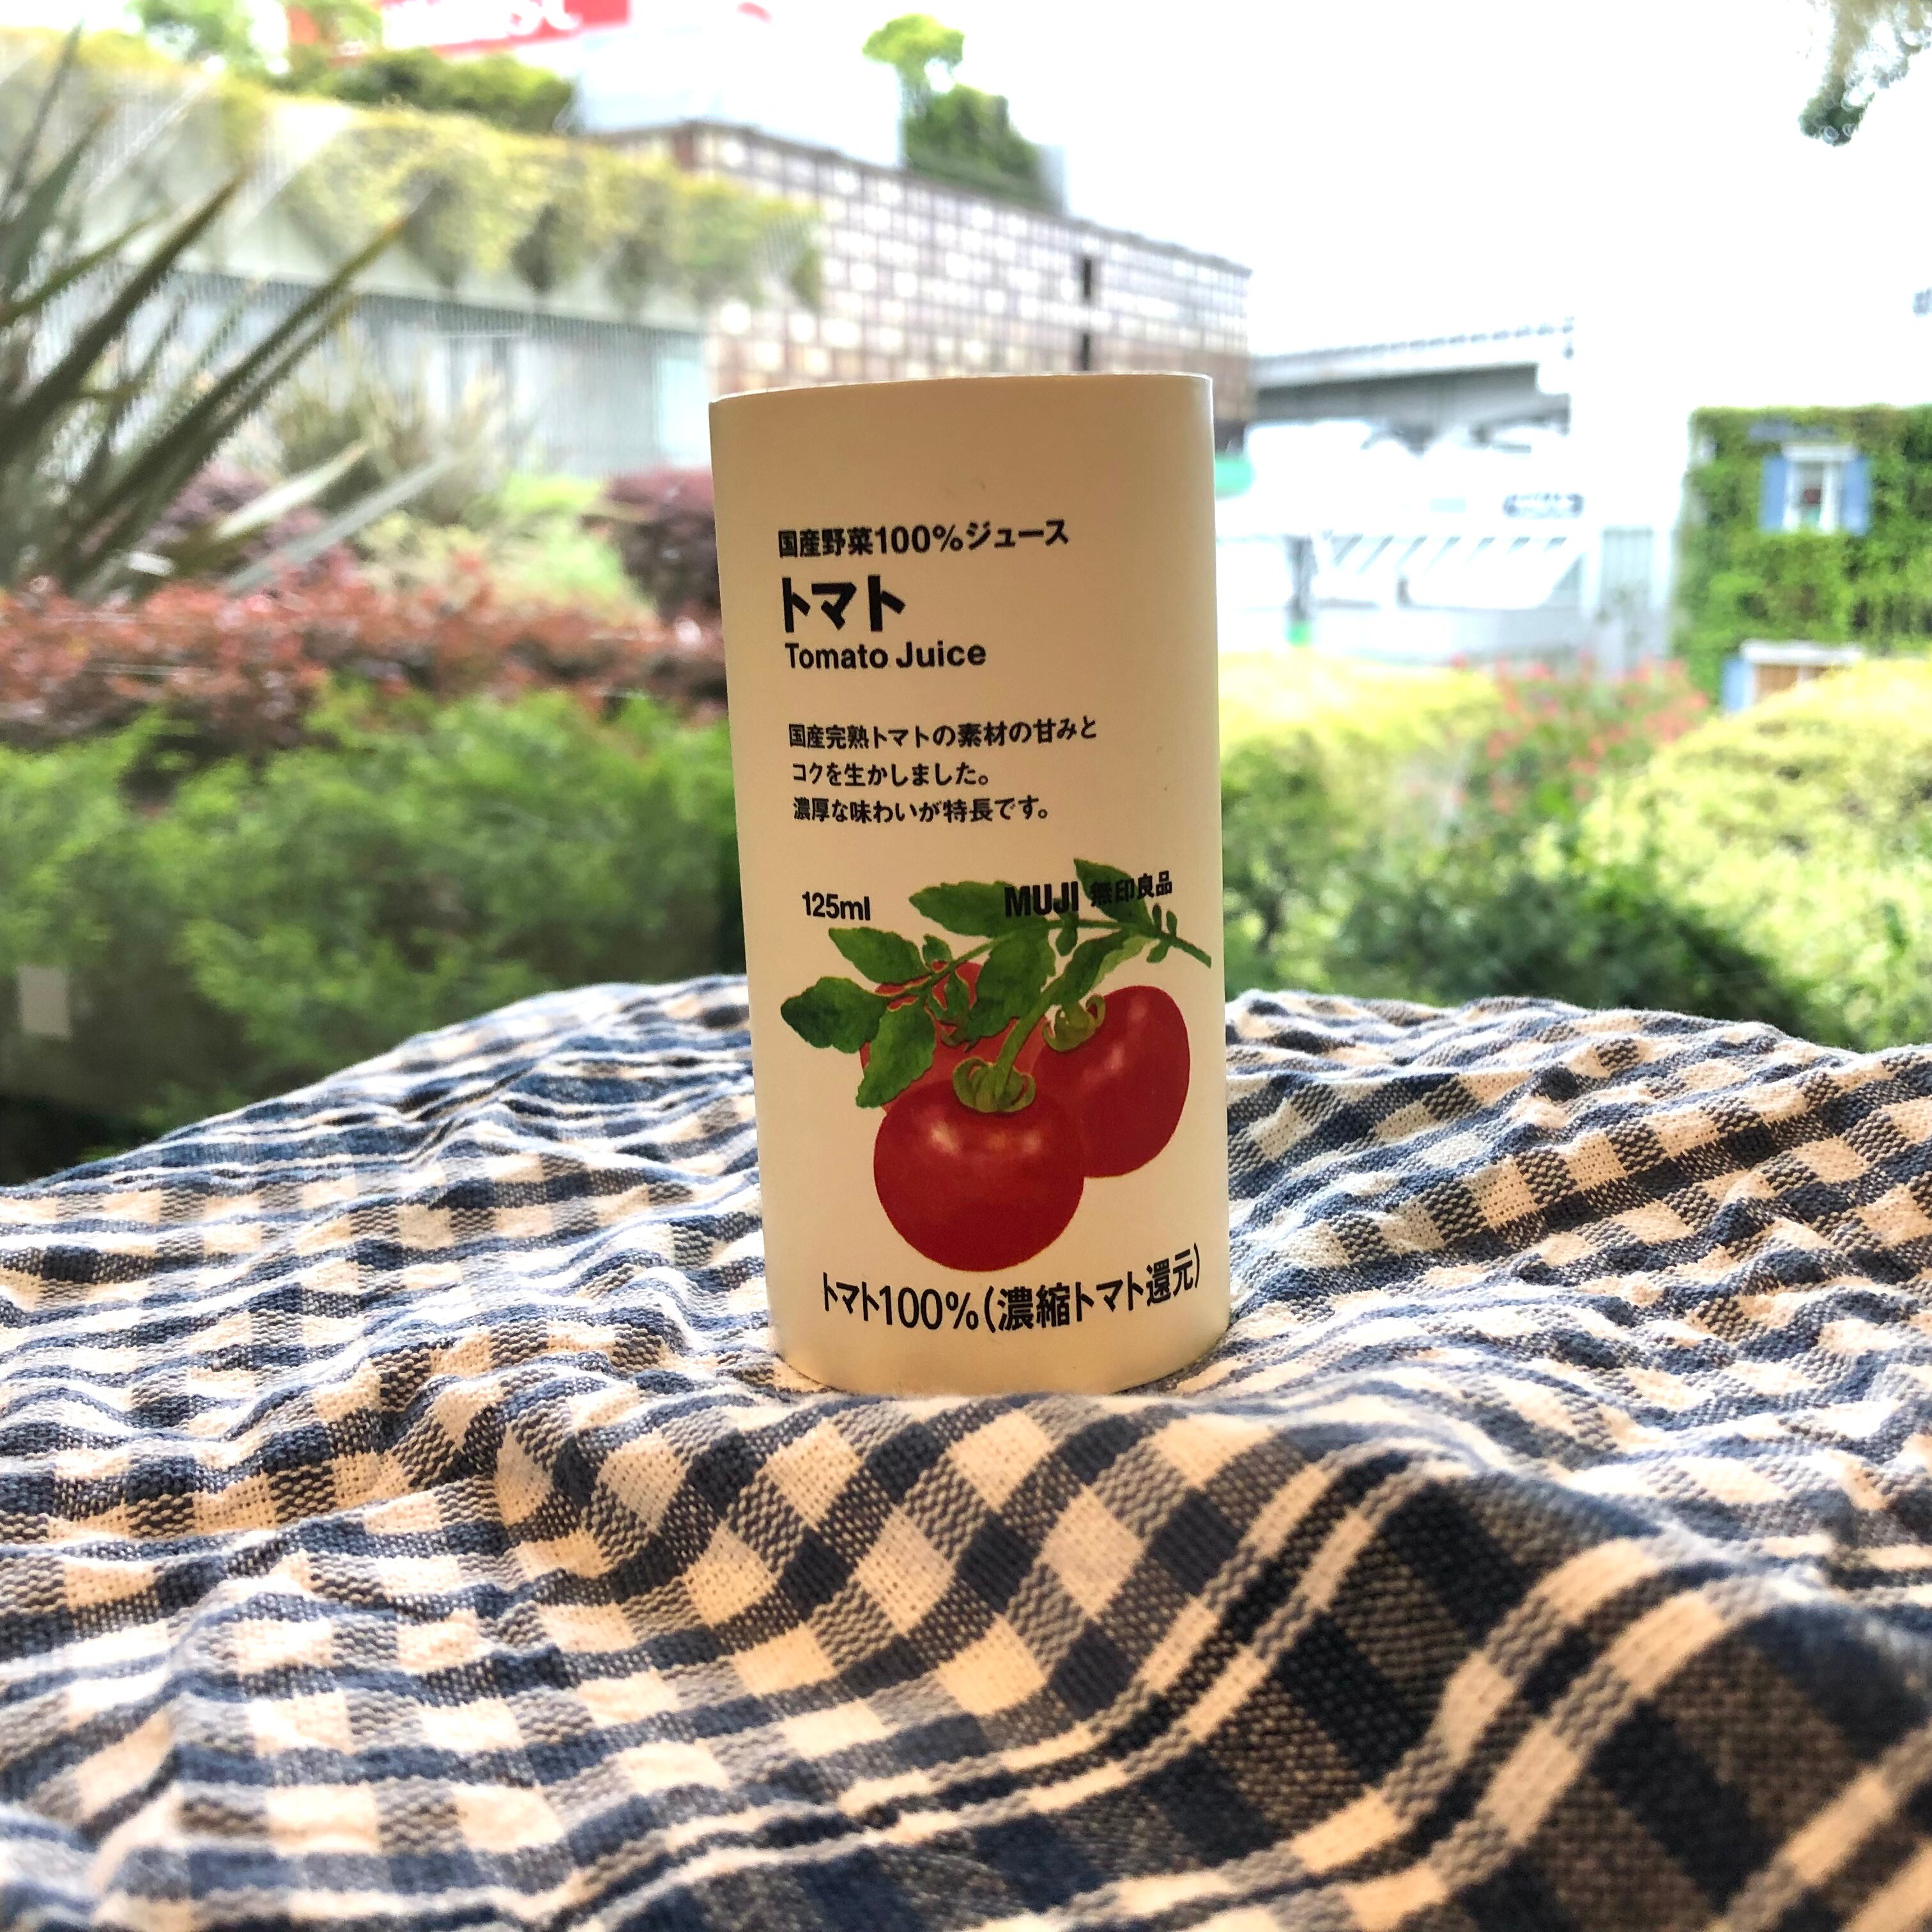 国産野菜100%ジュース
トマト
Tomato Juice
国産完熟トマトの素材の甘みと
コクを生かしました。
濃厚な味わいが特長です。
125ml
MUJI 無印良品
トマト100%(濃縮トマト還元)